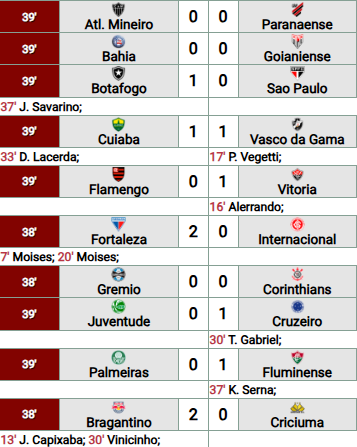 39' Atl. Mineiro 0 0 Paranaense
39' Bahia 0 0 Goianiense
39' Botafogo 1 0 Sao Paulo
37' J. Savarino;
39' Cuiaba 1 1 Vasco da Gama
33' D. Lacerda; 17' P. Vegetti;
39' Flamengo 0 1 Vitoria
16' Alerrando;
38' Fortaleza 2 0 Internacional
7' Moises; 20' Moises;
38' Gremio 0 0 Corinthians
39' Juventude 0 1 Cruzeiro
30' T. Gabriel;
39' Palmeiras 0 1 Fluminense
37' K. Serna;
38' Bragantino 2 0 Criciuma
13' J. Capixaba; 30' Vinicinho;